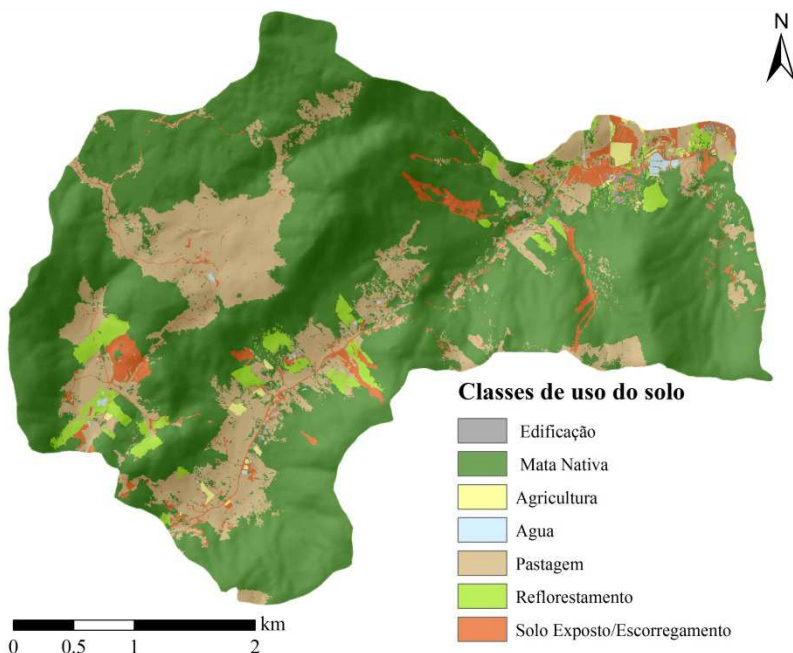 N
Classes de uso do solo
Edificação
Mata Nativa
Agricultura
Agua
Pastagem
Reflorestamento
Solo Exposto/Escorregamento
km
0 0.5 1 2